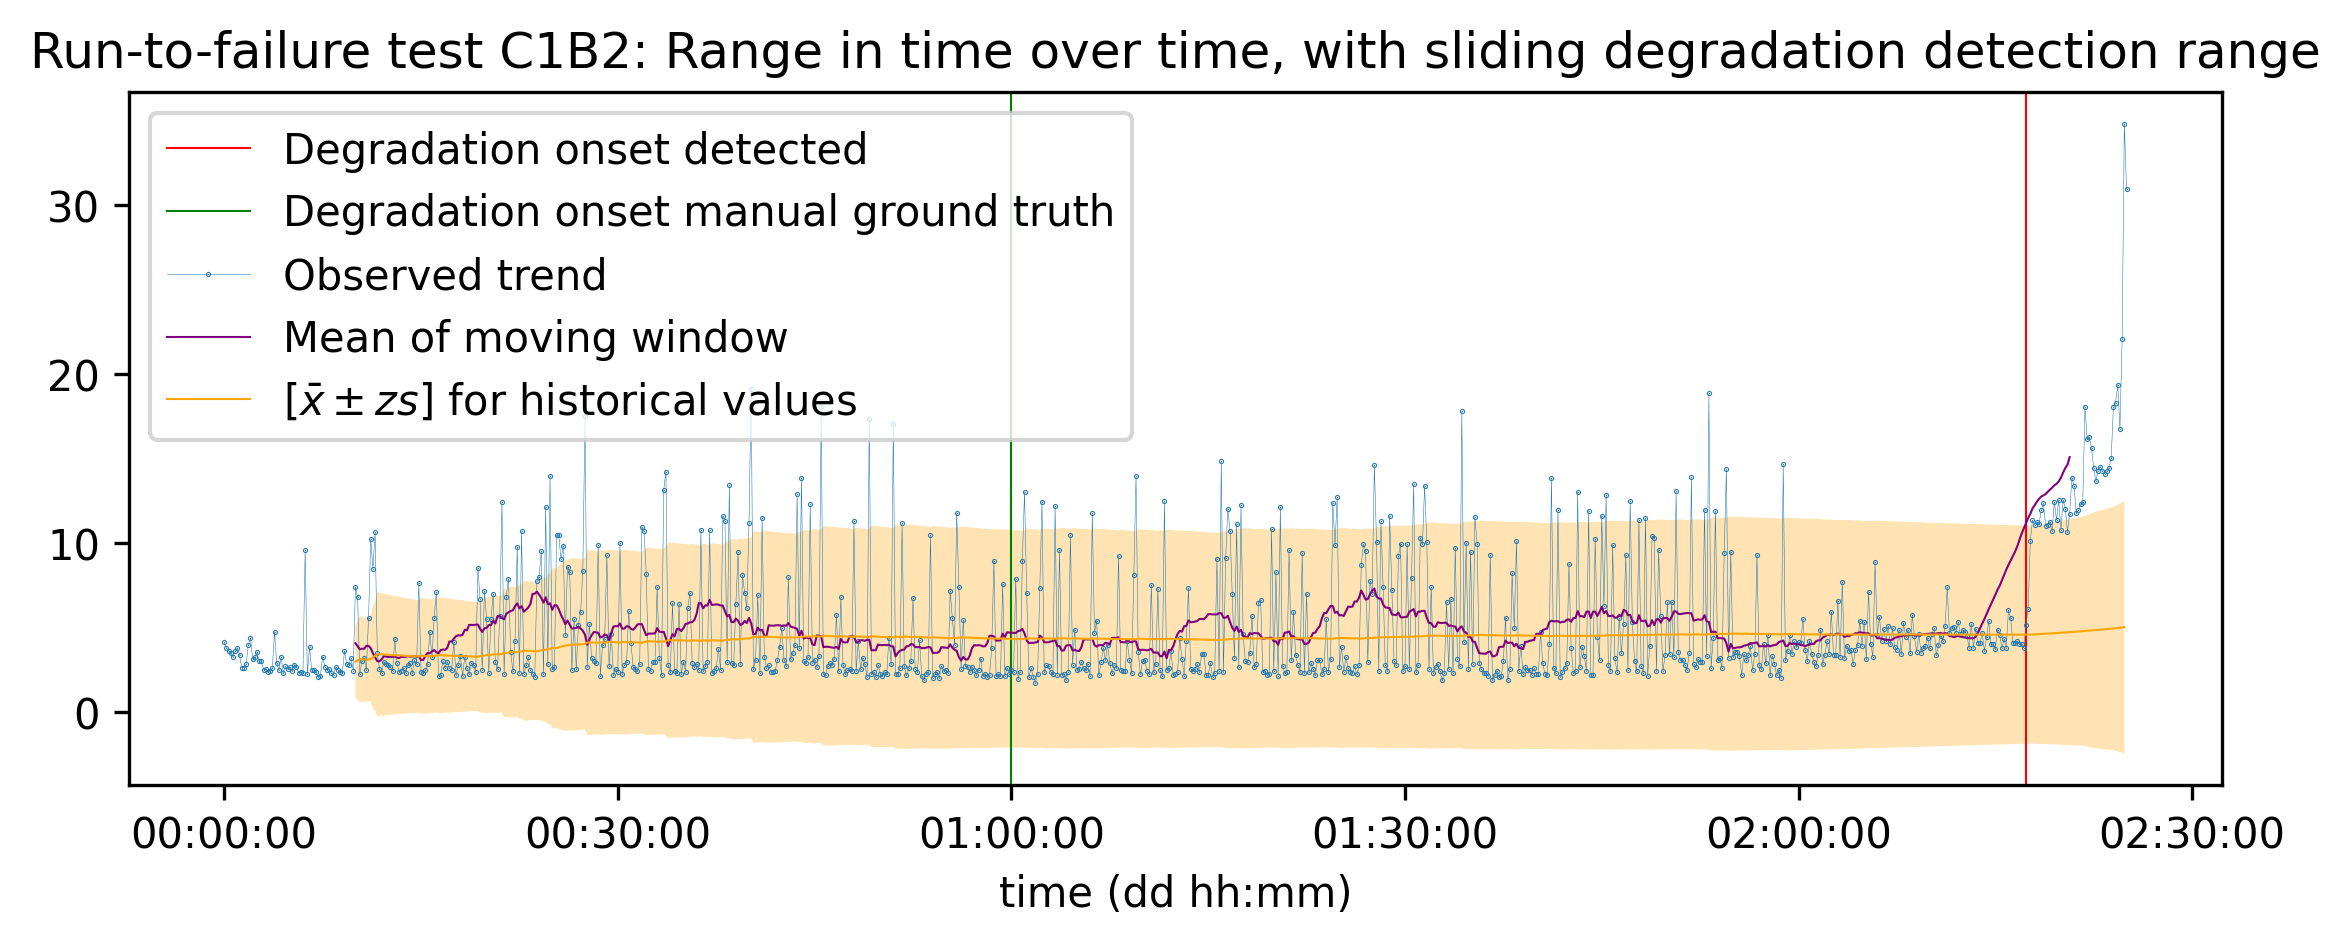 Run-to-failure test C1B2: Range in time over time, with sliding degradation detection range
Degradation onset detected
Degradation onset manual ground truth
Observed trend
Mean of moving window
[x̄ ± zs] for historical values
30
20
10
0
00:00:00 00:30:00 01:00:00 01:30:00 02:00:00 02:30:00
time (dd hh:mm)